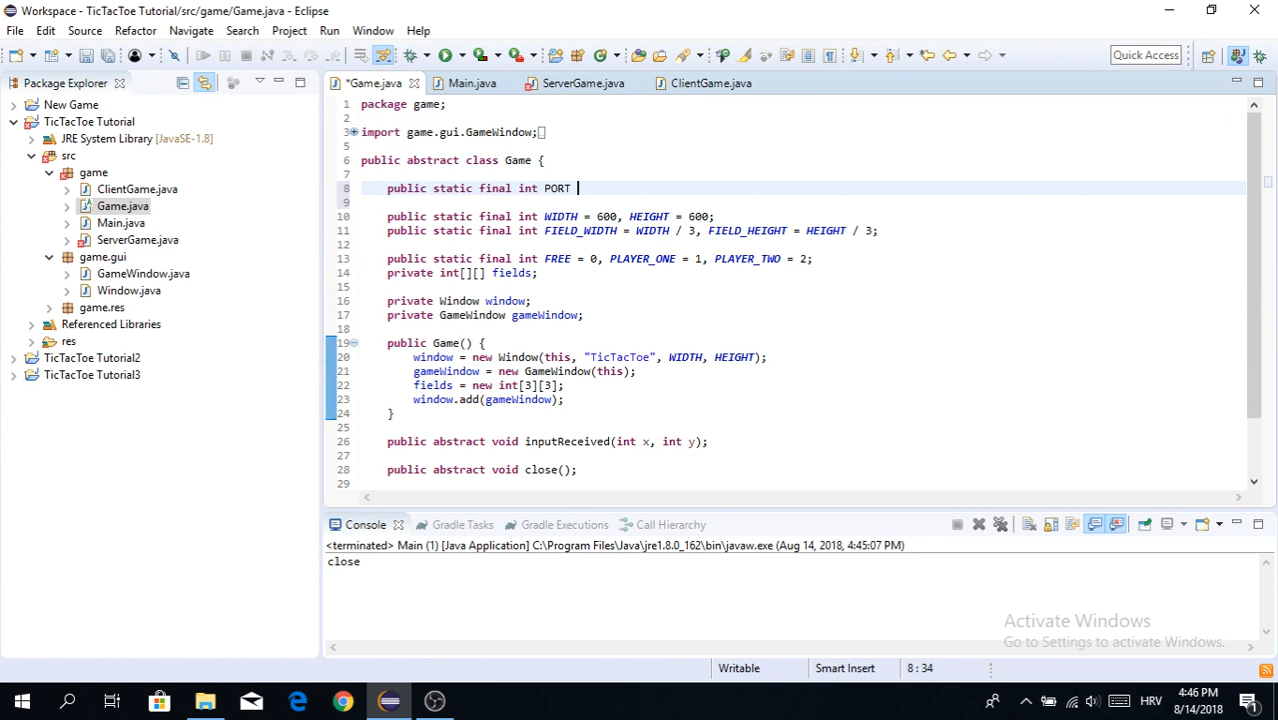 Workspace - TicTacToe Tutorial/src/game/Game.java - Eclipse
File Edit Source Refactor Navigate Search Project Run Window Help
Quick Access
Package Explorer
*Game.java Main.java ServerGame.java ClientGame.java
New Game
TicTacToe Tutorial
JRE System Library [JavaSE-1.8]
src
game
ClientGame.java
Game.java
Main.java
ServerGame.java
game.gui
GameWindow.java
Window.java
game.res
Referenced Libraries
res
TicTacToe Tutorial2
TicTacToe Tutorial3
1 package game;
2
3 import game.gui.GameWindow;
5
6 public abstract class Game {
7
8 public static final int PORT
9
10 public static final int WIDTH = 600, HEIGHT = 600;
11 public static final int FIELD_WIDTH = WIDTH / 3, FIELD_HEIGHT = HEIGHT / 3;
12
13 public static final int FREE = 0, PLAYER_ONE = 1, PLAYER_TWO = 2;
14 private int[][] fields;
15
16 private Window window;
17 private GameWindow gameWindow;
18
19 public Game() {
20 window = new Window(this, "TicTacToe", WIDTH, HEIGHT);
21 gameWindow = new GameWindow(this);
22 fields = new int[3][3];
23 window.add(gameWindow);
24 }
25
26 public abstract void inputReceived(int x, int y);
27
28 public abstract void close();
29
Console Gradle Tasks Gradle Executions Call Hierarchy
<terminated> Main (1) [Java Application] C:\Program Files\Java\jre1.8.0_162\bin\javaw.exe (Aug 14, 2018, 4:45:07 PM)
close
Activate Windows
Go to Settings to activate Windows.
Writable Smart Insert 8 : 34
HRV 4:46 PM
8/14/2018
1